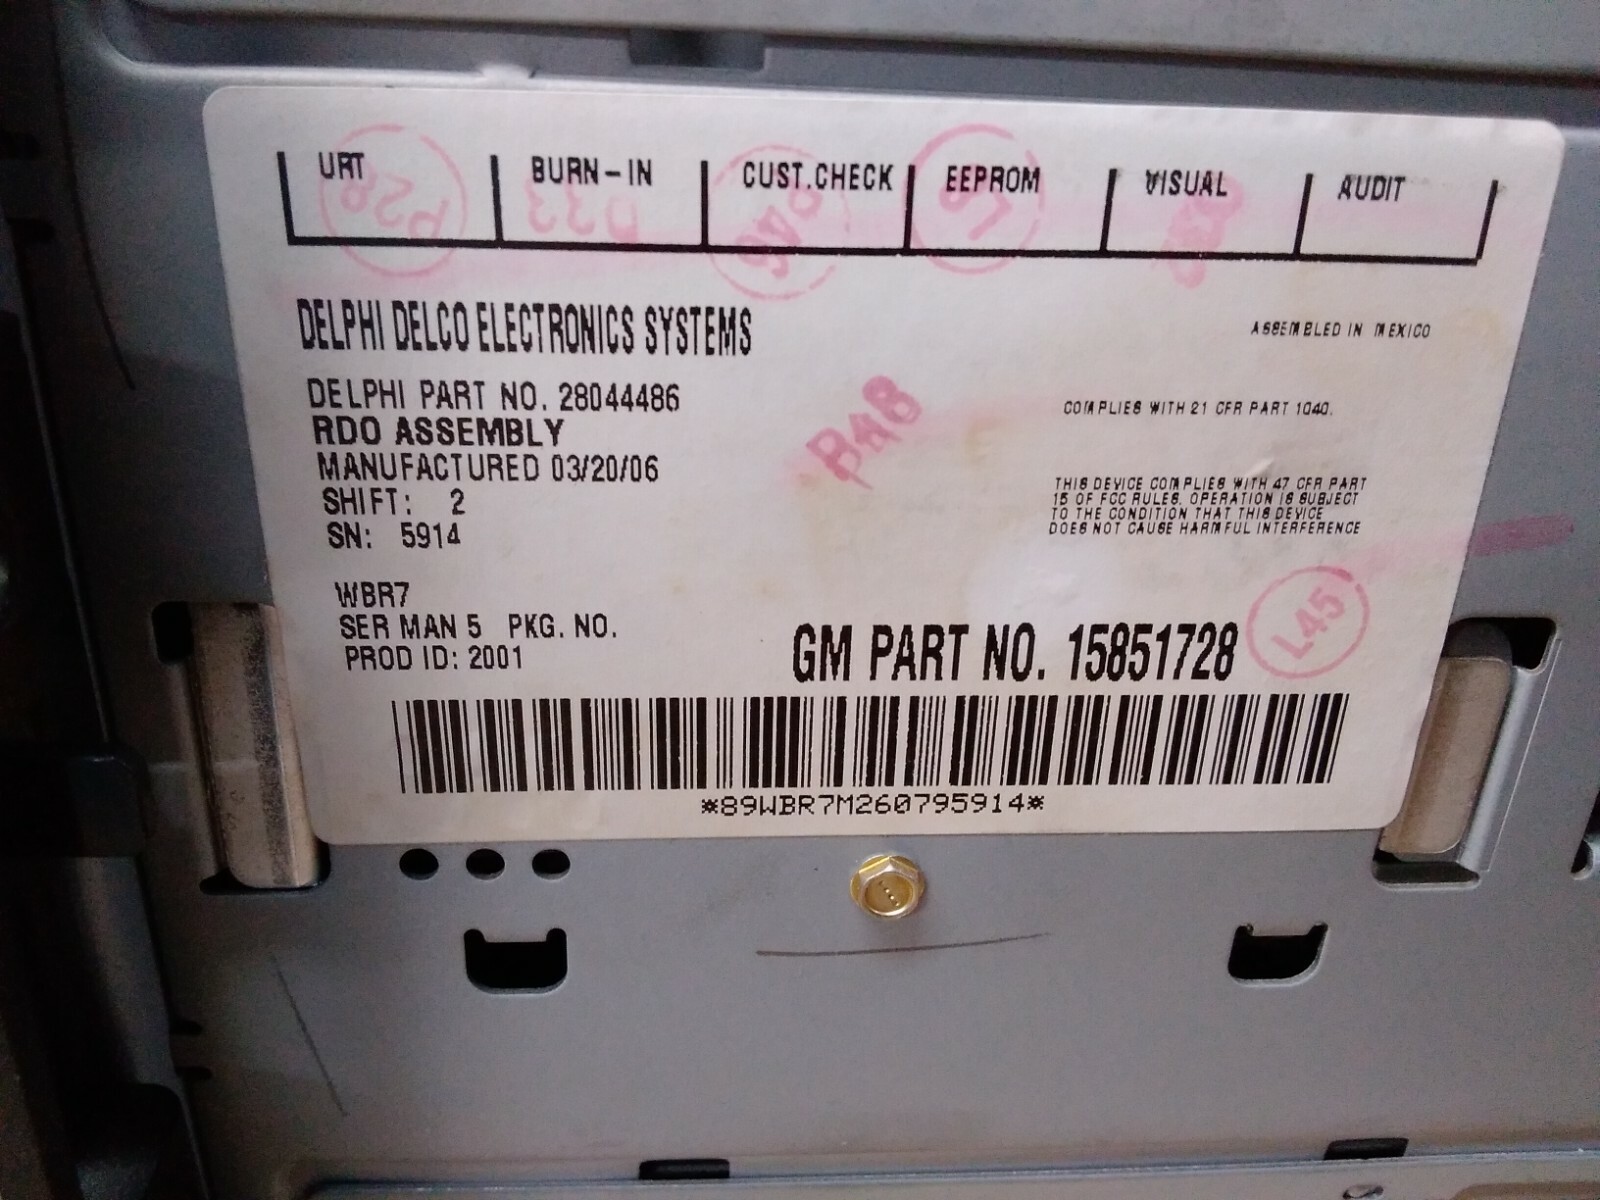 URT BURN-IN CUST.CHECK EEPROM VISUAL AUDIT
P28 D33 L9
DELPHI DELCO ELECTRONICS SYSTEMS
ASSEMBLED IN MEXICO
DELPHI PART NO. 28044486
COMPLIES WITH 21 CFR PART 1040.
RDO ASSEMBLY
B48
MANUFACTURED 03/20/06
SHIFT: 2
SN: 5914
THIS DEVICE COMPLIES WITH 47 CFR PART
15 OF FCC RULES. OPERATION IS SUBJECT
TO THE CONDITION THAT THIS DEVICE
DOES NOT CAUSE HARMFUL INTERFERENCE
WBR7
SER MAN 5 PKG. NO.
PROD ID: 2001
GM PART NO. 15851728
L45
*89WBR7M260795914*